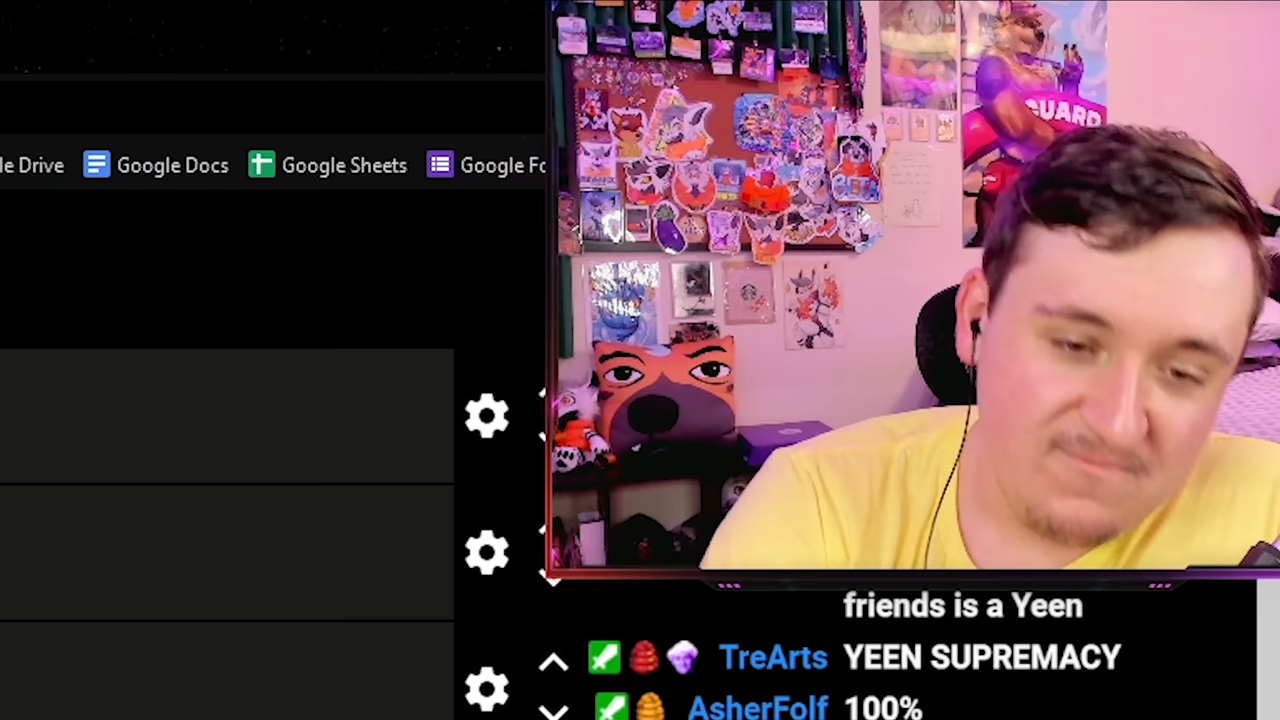 le Drive
Google Docs
Google Sheets
Google Fo
GUARD
friends is a Yeen
TreArts YEEN SUPREMACY
AsherFolf 100%